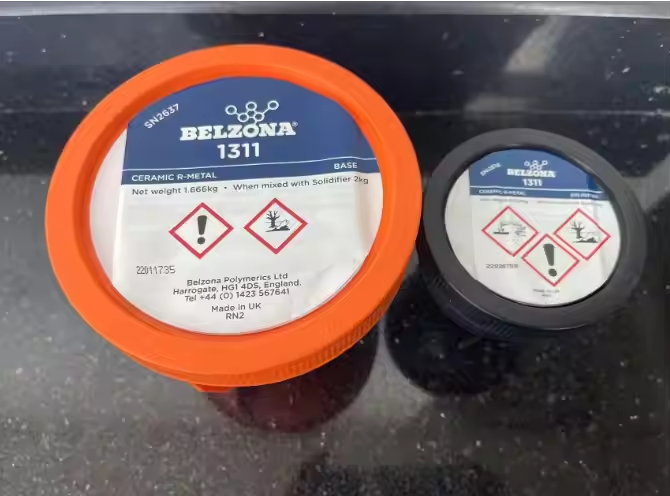 SN2637
BELZONA®
1311
CERAMIC R-METAL BASE
Net weight 1.666kg • When mixed with Solidifier 2kg
22011735
Belzona Polymerics Ltd
Harrogate, HG1 4DS, England.
Tel +44 (0) 1423 567641
Made in UK
RN2
BELZONA
1311
CERAMIC R-METAL